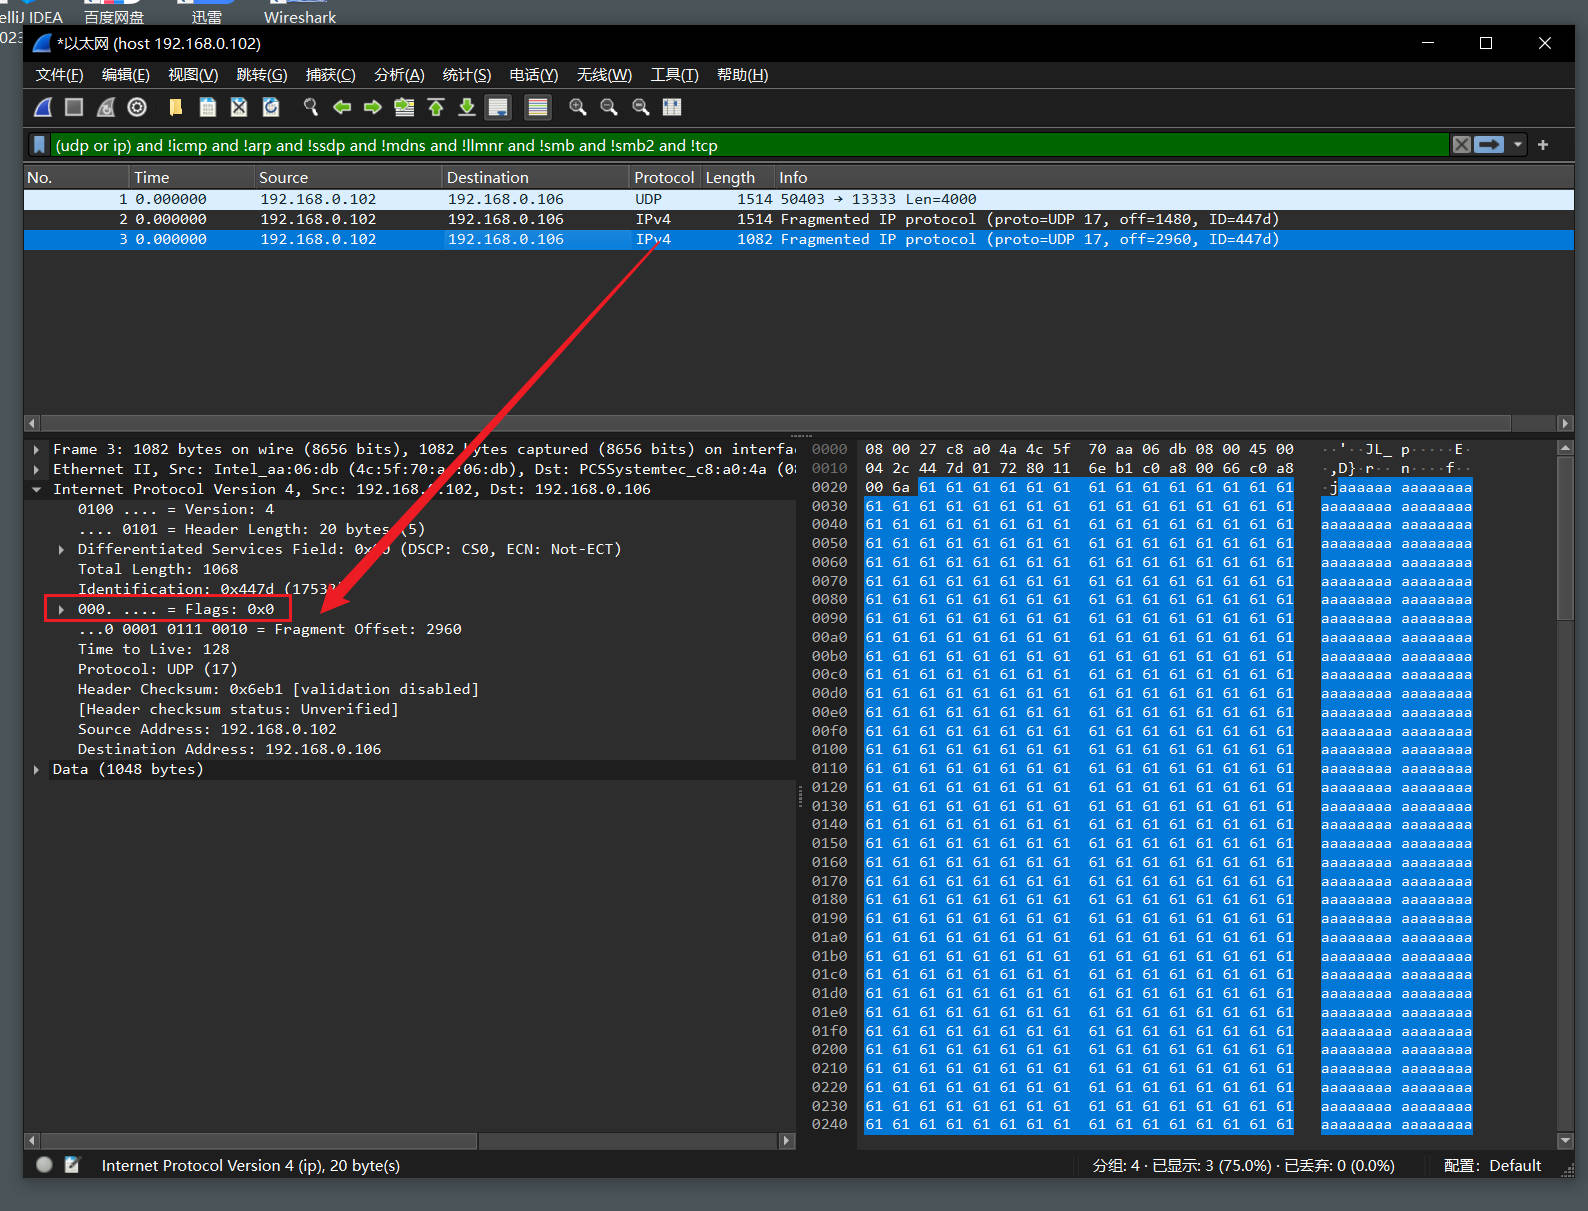 elliJ IDEA
023
百度网盘
迅雷
Wireshark
*以太网 (host 192.168.0.102)
文件(F) 编辑(E) 视图(V) 跳转(G) 捕获(C) 分析(A) 统计(S) 电话(Y) 无线(W) 工具(T) 帮助(H)
(udp or ip) and !icmp and !arp and !ssdp and !mdns and !llmnr and !smb and !smb2 and !tcp
No. Time Source Destination Protocol Length Info
1 0.000000 192.168.0.102 192.168.0.106 UDP 1514 50403 → 13333 Len=4000
2 0.000000 192.168.0.102 192.168.0.106 IPv4 1514 Fragmented IP protocol (proto=UDP 17, off=1480, ID=447d)
3 0.000000 192.168.0.102 192.168.0.106 IPv4 1082 Fragmented IP protocol (proto=UDP 17, off=2960, ID=447d)
Frame 3: 1082 bytes on wire (8656 bits), 1082 bytes captured (8656 bits) on interfa
Ethernet II, Src: Intel_aa:06:db (4c:5f:70:a :06:db), Dst: PCSSystemtec_c8:a0:4a (08
Internet Protocol Version 4, Src: 192.168.0.102, Dst: 192.168.0.106
0100 .... = Version: 4
.... 0101 = Header Length: 20 bytes (5)
Differentiated Services Field: 0x00 (DSCP: CS0, ECN: Not-ECT)
Total Length: 1068
Identification: 0x447d (1753
000. .... = Flags: 0x0
...0 0001 0111 0010 = Fragment Offset: 2960
Time to Live: 128
Protocol: UDP (17)
Header Checksum: 0x6eb1 [validation disabled]
[Header checksum status: Unverified]
Source Address: 192.168.0.102
Destination Address: 192.168.0.106
Data (1048 bytes)
0000 08 00 27 c8 a0 4a 4c 5f 70 aa 06 db 08 00 45 00 ··'··JL_ p·····E·
0010 04 2c 44 7d 01 72 80 11 6e b1 c0 a8 00 66 c0 a8 ·,D}·r·· n····f··
0020 00 6a 61 61 61 61 61 61 61 61 61 61 61 61 61 61 ·jaaaaaa aaaaaaaa
0030 61 61 61 61 61 61 61 61 61 61 61 61 61 61 61 61 aaaaaaaa aaaaaaaa
0040 61 61 61 61 61 61 61 61 61 61 61 61 61 61 61 61 aaaaaaaa aaaaaaaa
0050 61 61 61 61 61 61 61 61 61 61 61 61 61 61 61 61 aaaaaaaa aaaaaaaa
0060 61 61 61 61 61 61 61 61 61 61 61 61 61 61 61 61 aaaaaaaa aaaaaaaa
0070 61 61 61 61 61 61 61 61 61 61 61 61 61 61 61 61 aaaaaaaa aaaaaaaa
0080 61 61 61 61 61 61 61 61 61 61 61 61 61 61 61 61 aaaaaaaa aaaaaaaa
0090 61 61 61 61 61 61 61 61 61 61 61 61 61 61 61 61 aaaaaaaa aaaaaaaa
00a0 61 61 61 61 61 61 61 61 61 61 61 61 61 61 61 61 aaaaaaaa aaaaaaaa
00b0 61 61 61 61 61 61 61 61 61 61 61 61 61 61 61 61 aaaaaaaa aaaaaaaa
00c0 61 61 61 61 61 61 61 61 61 61 61 61 61 61 61 61 aaaaaaaa aaaaaaaa
00d0 61 61 61 61 61 61 61 61 61 61 61 61 61 61 61 61 aaaaaaaa aaaaaaaa
00e0 61 61 61 61 61 61 61 61 61 61 61 61 61 61 61 61 aaaaaaaa aaaaaaaa
00f0 61 61 61 61 61 61 61 61 61 61 61 61 61 61 61 61 aaaaaaaa aaaaaaaa
0100 61 61 61 61 61 61 61 61 61 61 61 61 61 61 61 61 aaaaaaaa aaaaaaaa
0110 61 61 61 61 61 61 61 61 61 61 61 61 61 61 61 61 aaaaaaaa aaaaaaaa
0120 61 61 61 61 61 61 61 61 61 61 61 61 61 61 61 61 aaaaaaaa aaaaaaaa
0130 61 61 61 61 61 61 61 61 61 61 61 61 61 61 61 61 aaaaaaaa aaaaaaaa
0140 61 61 61 61 61 61 61 61 61 61 61 61 61 61 61 61 aaaaaaaa aaaaaaaa
0150 61 61 61 61 61 61 61 61 61 61 61 61 61 61 61 61 aaaaaaaa aaaaaaaa
0160 61 61 61 61 61 61 61 61 61 61 61 61 61 61 61 61 aaaaaaaa aaaaaaaa
0170 61 61 61 61 61 61 61 61 61 61 61 61 61 61 61 61 aaaaaaaa aaaaaaaa
0180 61 61 61 61 61 61 61 61 61 61 61 61 61 61 61 61 aaaaaaaa aaaaaaaa
0190 61 61 61 61 61 61 61 61 61 61 61 61 61 61 61 61 aaaaaaaa aaaaaaaa
01a0 61 61 61 61 61 61 61 61 61 61 61 61 61 61 61 61 aaaaaaaa aaaaaaaa
01b0 61 61 61 61 61 61 61 61 61 61 61 61 61 61 61 61 aaaaaaaa aaaaaaaa
01c0 61 61 61 61 61 61 61 61 61 61 61 61 61 61 61 61 aaaaaaaa aaaaaaaa
01d0 61 61 61 61 61 61 61 61 61 61 61 61 61 61 61 61 aaaaaaaa aaaaaaaa
01e0 61 61 61 61 61 61 61 61 61 61 61 61 61 61 61 61 aaaaaaaa aaaaaaaa
01f0 61 61 61 61 61 61 61 61 61 61 61 61 61 61 61 61 aaaaaaaa aaaaaaaa
0200 61 61 61 61 61 61 61 61 61 61 61 61 61 61 61 61 aaaaaaaa aaaaaaaa
0210 61 61 61 61 61 61 61 61 61 61 61 61 61 61 61 61 aaaaaaaa aaaaaaaa
0220 61 61 61 61 61 61 61 61 61 61 61 61 61 61 61 61 aaaaaaaa aaaaaaaa
0230 61 61 61 61 61 61 61 61 61 61 61 61 61 61 61 61 aaaaaaaa aaaaaaaa
0240 61 61 61 61 61 61 61 61 61 61 61 61 61 61 61 61 aaaaaaaa aaaaaaaa
Internet Protocol Version 4 (ip), 20 byte(s)
分组: 4 · 已显示: 3 (75.0%) · 已丢弃: 0 (0.0%)
配置: Default